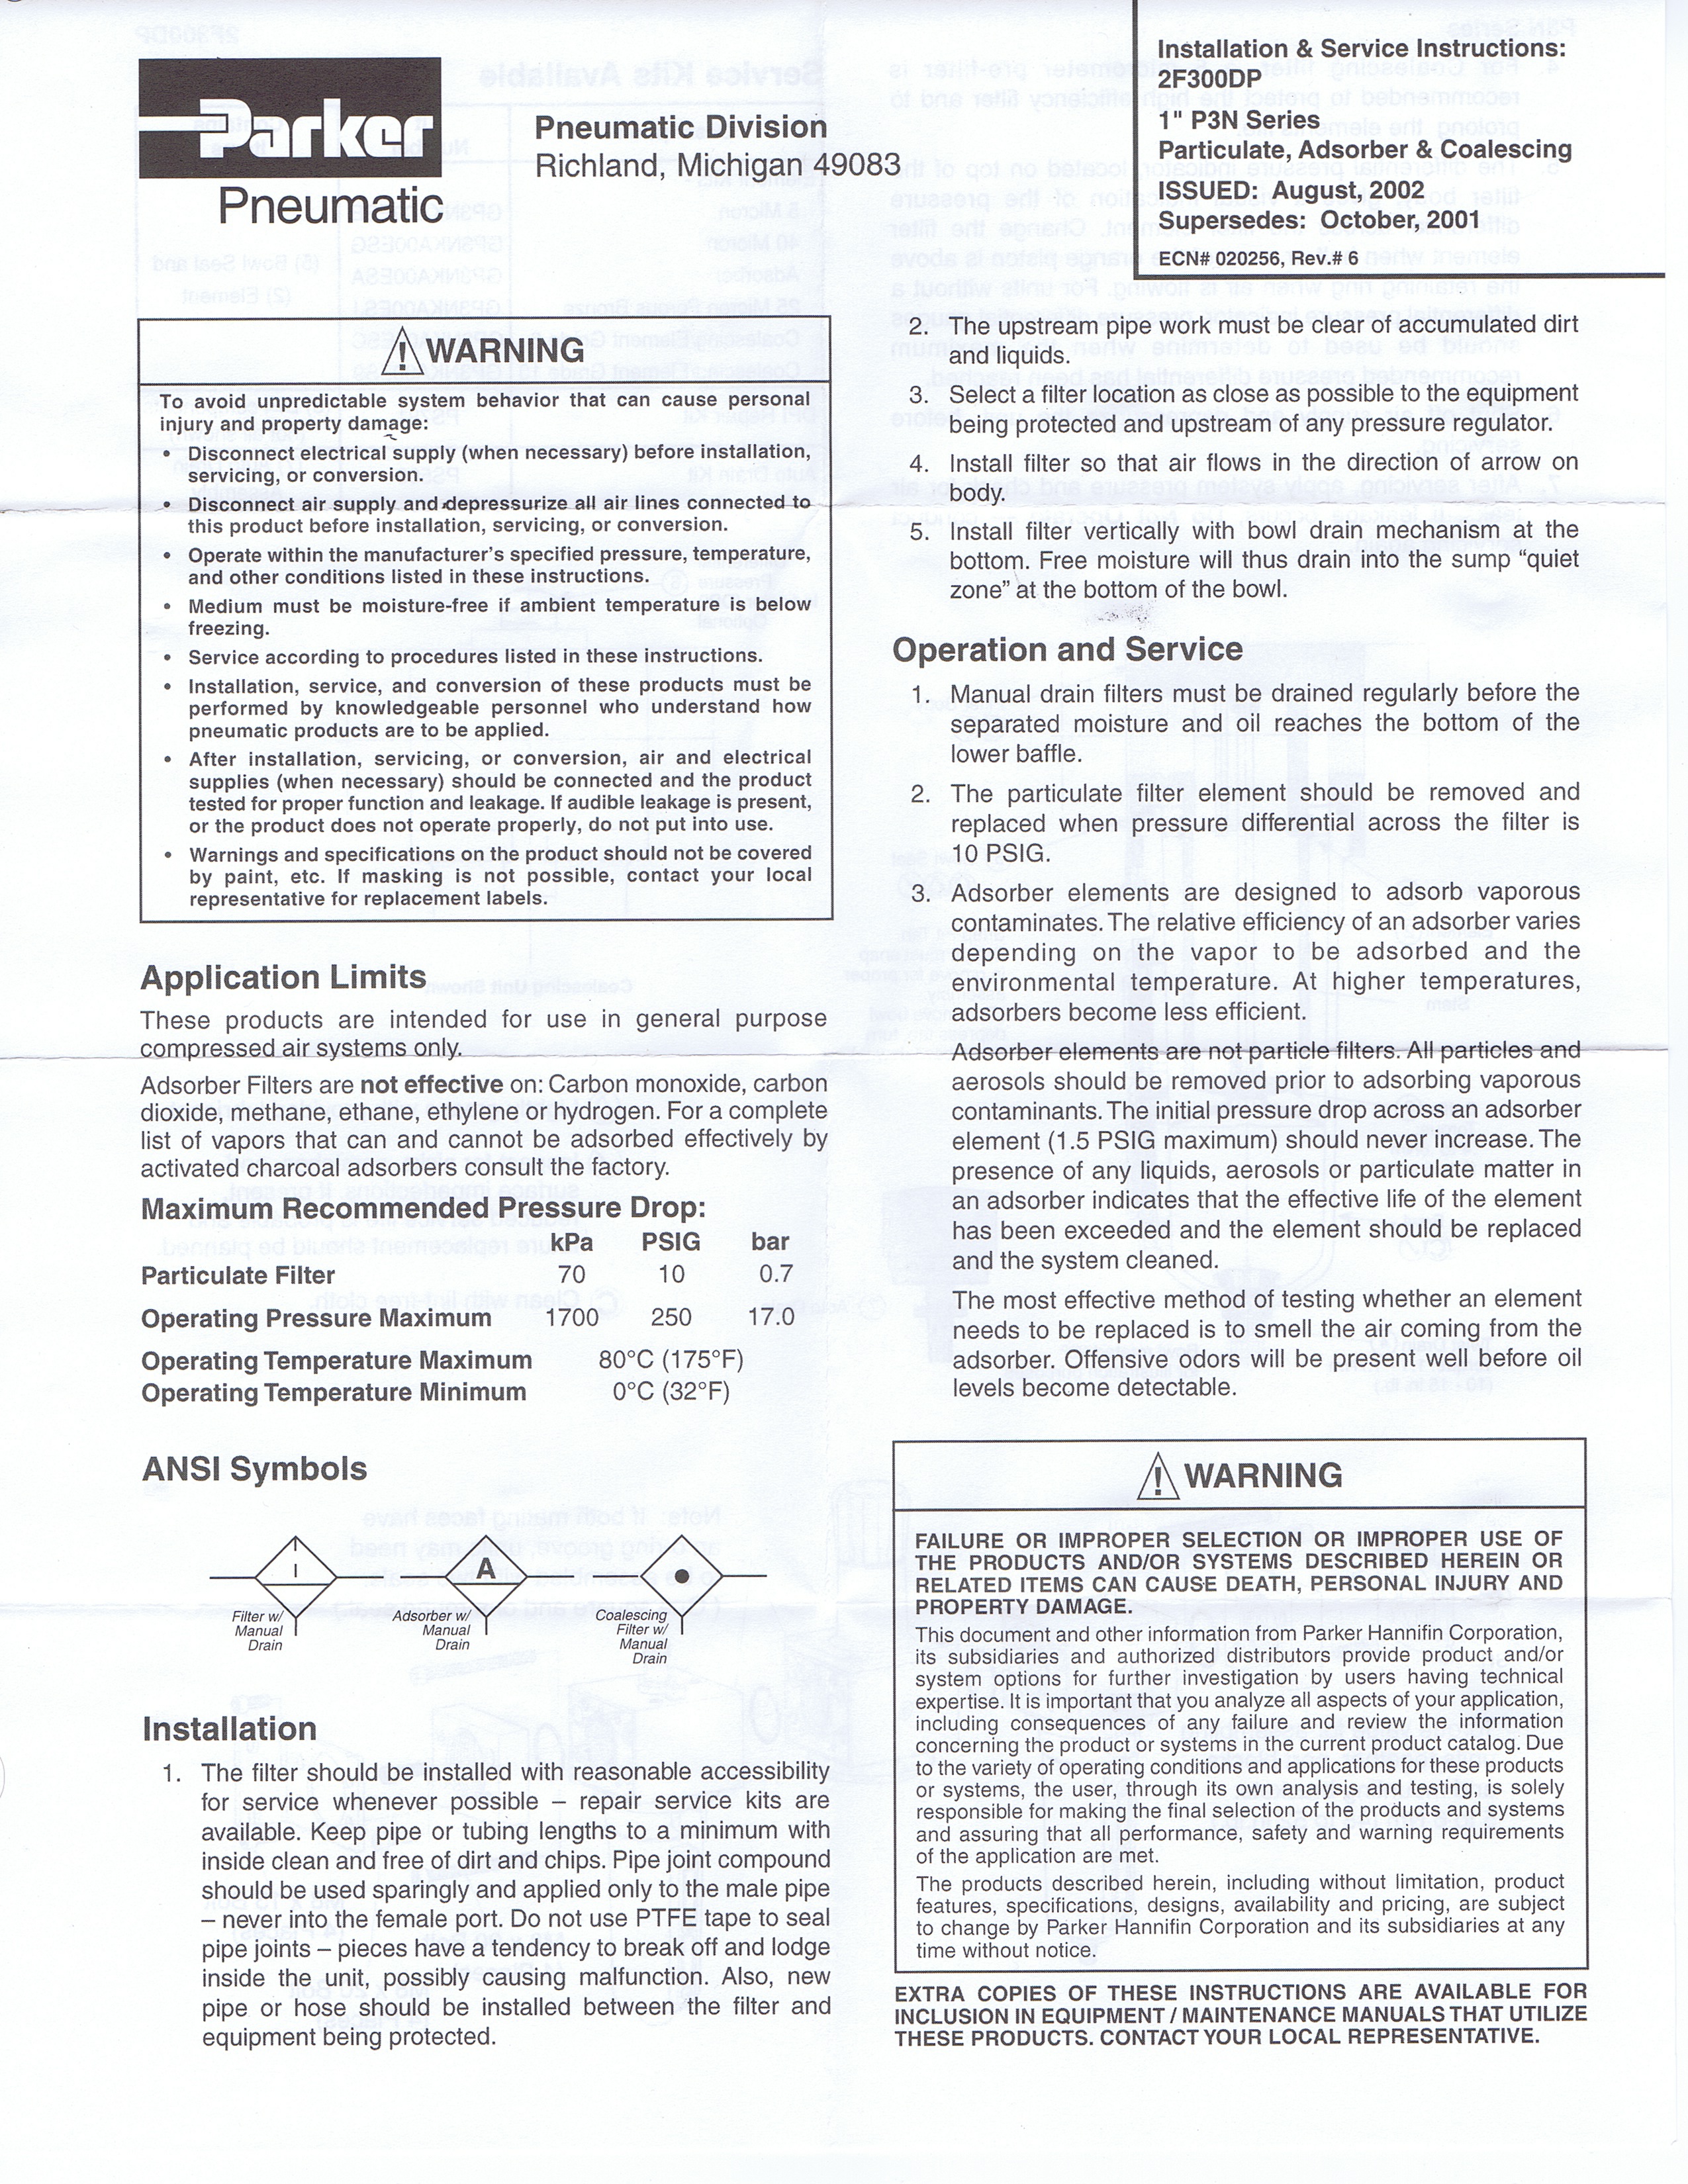 Parker
Pneumatic
Pneumatic Division
Richland, Michigan 49083
Installation & Service Instructions:
2F300DP
1" P3N Series
Particulate, Adsorber & Coalescing
ISSUED: August, 2002
Supersedes: October, 2001
ECN# 020256, Rev.# 6
WARNING
To avoid unpredictable system behavior that can cause personal
injury and property damage:
• Disconnect electrical supply (when necessary) before installation,
servicing, or conversion.
• Disconnect air supply and depressurize all air lines connected to
this product before installation, servicing, or conversion.
• Operate within the manufacturer's specified pressure, temperature,
and other conditions listed in these instructions.
• Medium must be moisture-free if ambient temperature is below
freezing.
• Service according to procedures listed in these instructions.
• Installation, service, and conversion of these products must be
performed by knowledgeable personnel who understand how
pneumatic products are to be applied.
• After installation, servicing, or conversion, air and electrical
supplies (when necessary) should be connected and the product
tested for proper function and leakage. If audible leakage is present,
or the product does not operate properly, do not put into use.
• Warnings and specifications on the product should not be covered
by paint, etc. If masking is not possible, contact your local
representative for replacement labels.
Application Limits
These products are intended for use in general purpose
compressed air systems only.
Adsorber Filters are not effective on: Carbon monoxide, carbon
dioxide, methane, ethane, ethylene or hydrogen. For a complete
list of vapors that can and cannot be adsorbed effectively by
activated charcoal adsorbers consult the factory.
Maximum Recommended Pressure Drop:
kPa PSIG bar
Particulate Filter 70 10 0.7
Operating Pressure Maximum 1700 250 17.0
Operating Temperature Maximum 80°C (175°F)
Operating Temperature Minimum 0°C (32°F)
ANSI Symbols
A
Filter w/
Manual
Drain
Adsorber w/
Manual
Drain
Coalescing
Filter w/
Manual
Drain
Installation
1. The filter should be installed with reasonable accessibility
for service whenever possible – repair service kits are
available. Keep pipe or tubing lengths to a minimum with
inside clean and free of dirt and chips. Pipe joint compound
should be used sparingly and applied only to the male pipe
– never into the female port. Do not use PTFE tape to seal
pipe joints – pieces have a tendency to break off and lodge
inside the unit, possibly causing malfunction. Also, new
pipe or hose should be installed between the filter and
equipment being protected.
2. The upstream pipe work must be clear of accumulated dirt
and liquids.
3. Select a filter location as close as possible to the equipment
being protected and upstream of any pressure regulator.
4. Install filter so that air flows in the direction of arrow on
body.
5. Install filter vertically with bowl drain mechanism at the
bottom. Free moisture will thus drain into the sump “quiet
zone” at the bottom of the bowl.
Operation and Service
1. Manual drain filters must be drained regularly before the
separated moisture and oil reaches the bottom of the
lower baffle.
2. The particulate filter element should be removed and
replaced when pressure differential across the filter is
10 PSIG.
3. Adsorber elements are designed to adsorb vaporous
contaminates. The relative efficiency of an adsorber varies
depending on the vapor to be adsorbed and the
environmental temperature. At higher temperatures,
adsorbers become less efficient.
Adsorber elements are not particle filters. All particles and
aerosols should be removed prior to adsorbing vaporous
contaminants. The initial pressure drop across an adsorber
element (1.5 PSIG maximum) should never increase. The
presence of any liquids, aerosols or particulate matter in
an adsorber indicates that the effective life of the element
has been exceeded and the element should be replaced
and the system cleaned.
The most effective method of testing whether an element
needs to be replaced is to smell the air coming from the
adsorber. Offensive odors will be present well before oil
levels become detectable.
WARNING
FAILURE OR IMPROPER SELECTION OR IMPROPER USE OF
THE PRODUCTS AND/OR SYSTEMS DESCRIBED HEREIN OR
RELATED ITEMS CAN CAUSE DEATH, PERSONAL INJURY AND
PROPERTY DAMAGE.
This document and other information from Parker Hannifin Corporation,
its subsidiaries and authorized distributors provide product and/or
system options for further investigation by users having technical
expertise. It is important that you analyze all aspects of your application,
including consequences of any failure and review the information
concerning the product or systems in the current product catalog. Due
to the variety of operating conditions and applications for these products
or systems, the user, through its own analysis and testing, is solely
responsible for making the final selection of the products and systems
and assuring that all performance, safety and warning requirements
of the application are met.
The products described herein, including without limitation, product
features, specifications, designs, availability and pricing, are subject
to change by Parker Hannifin Corporation and its subsidiaries at any
time without notice.
EXTRA COPIES OF THESE INSTRUCTIONS ARE AVAILABLE FOR
INCLUSION IN EQUIPMENT / MAINTENANCE MANUALS THAT UTILIZE
THESE PRODUCTS. CONTACT YOUR LOCAL REPRESENTATIVE.